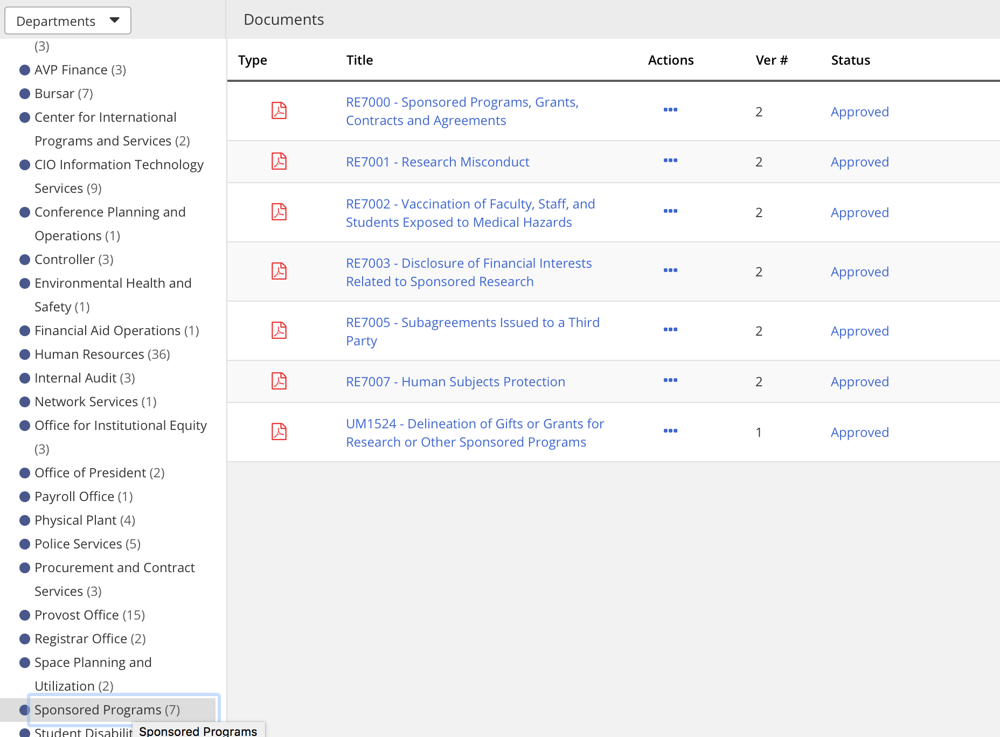 Departments
(3)
AVP Finance (3)
Bursar (7)
Center for International
Programs and Services (2)
CIO Information Technology
Services (9)
Conference Planning and
Operations (1)
Controller (3)
Environmental Health and
Safety (1)
Financial Aid Operations (1)
Human Resources (36)
Internal Audit (3)
Network Services (1)
Office for Institutional Equity
(3)
Office of President (2)
Payroll Office (1)
Physical Plant (4)
Police Services (5)
Procurement and Contract
Services (3)
Provost Office (15)
Registrar Office (2)
Space Planning and
Utilization (2)
Sponsored Programs (7)
Student Disabilit
Sponsored Programs
Documents
Type Title Actions Ver # Status
RE7000 - Sponsored Programs, Grants,
Contracts and Agreements
2 Approved
RE7001 - Research Misconduct 2 Approved
RE7002 - Vaccination of Faculty, Staff, and
Students Exposed to Medical Hazards
2 Approved
RE7003 - Disclosure of Financial Interests
Related to Sponsored Research
2 Approved
RE7005 - Subagreements Issued to a Third
Party
2 Approved
RE7007 - Human Subjects Protection 2 Approved
UM1524 - Delineation of Gifts or Grants for
Research or Other Sponsored Programs
1 Approved